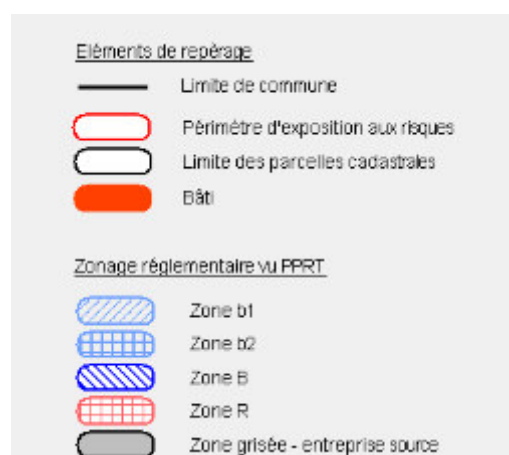 Eléments de repérage
Limite de commune
Périmètre d'exposition aux risques
Limite des parcelles cadastrales
Bâti
Zonage réglementaire vu PPRT
Zone b1
Zone b2
Zone B
Zone R
Zone grisée - entreprise source